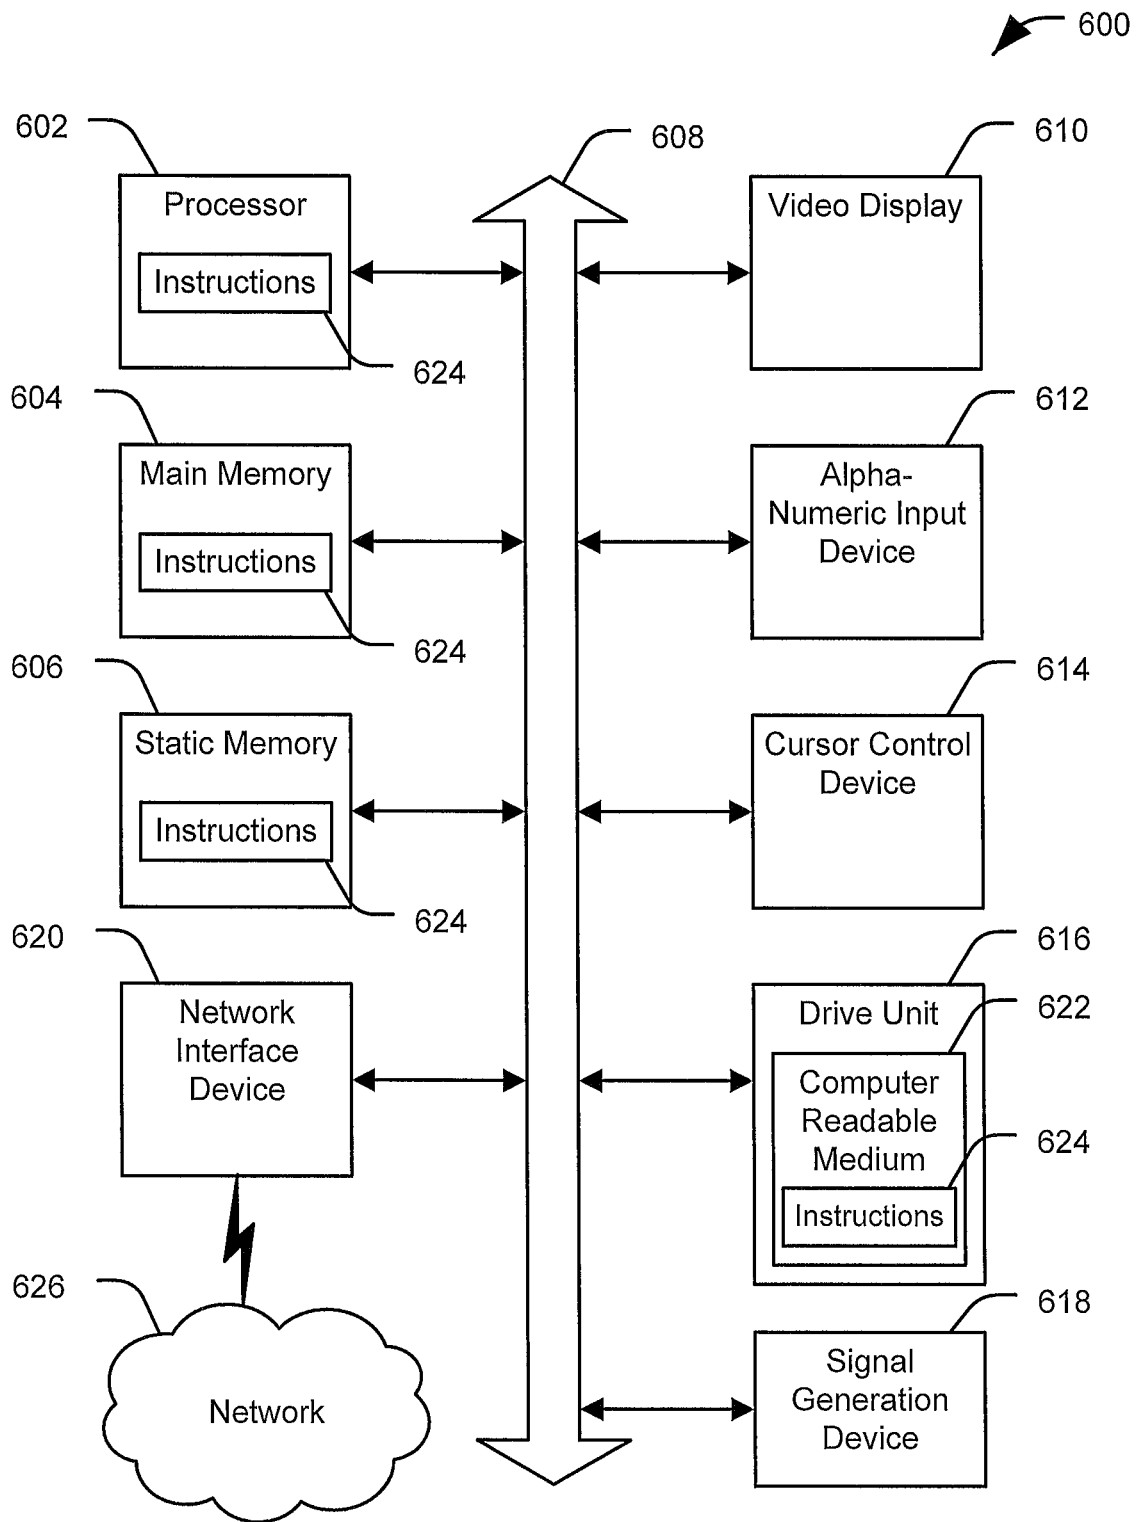 600
602
608
610
Processor
Instructions
624
Video Display
604
612
Main Memory
Instructions
624
Alpha-
Numeric Input
Device
606
614
Static Memory
Instructions
624
Cursor Control
Device
620
616
Network
Interface
Device
Drive Unit
622
Computer
Readable
Medium
624
Instructions
626
618
Network
Signal
Generation
Device